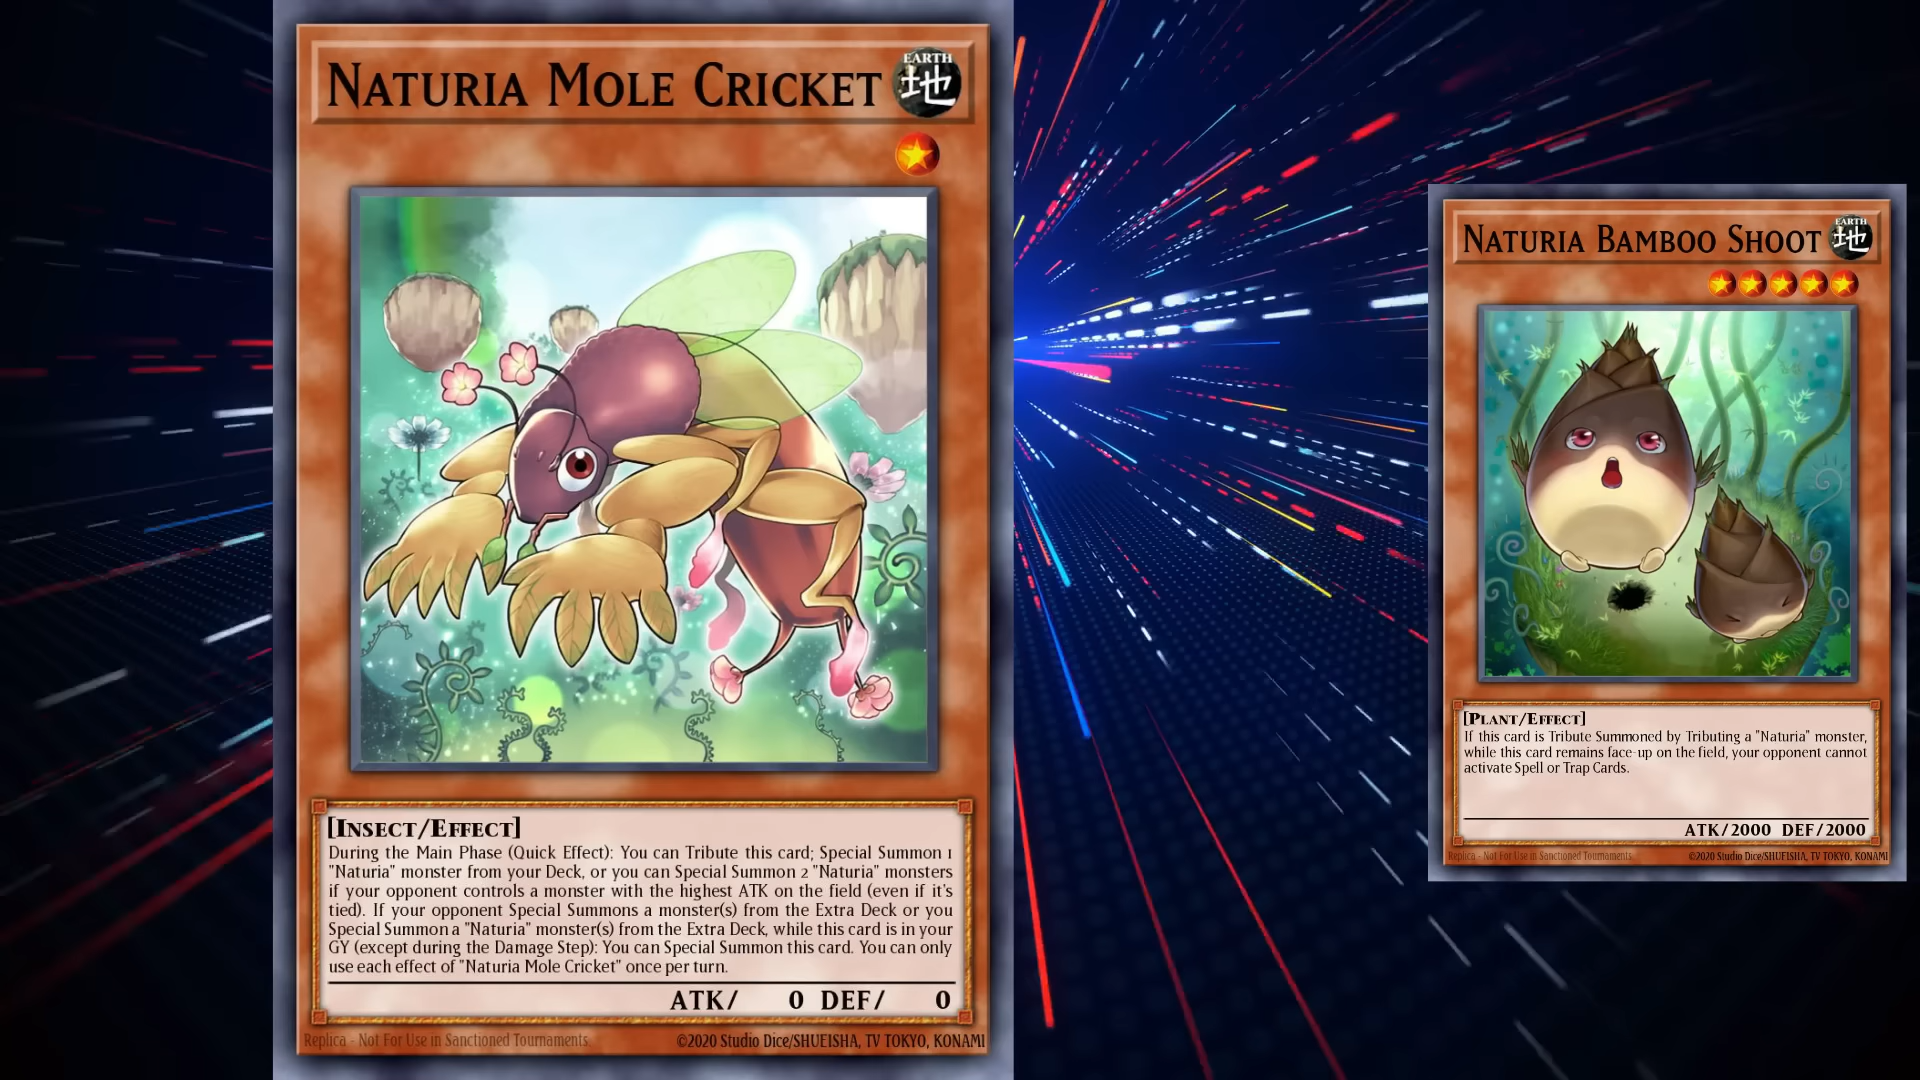 NATURIA MOLE CRICKET
EARTH
地
[INSECT/EFFECT]
During the Main Phase (Quick Effect): You can Tribute this card; Special Summon 1
"Naturia" monster from your Deck, or you can Special Summon 2 "Naturia" monsters
if your opponent controls a monster with the highest ATK on the field (even if it's
tied). If your opponent Special Summons a monster(s) from the Extra Deck or you
Special Summon a "Naturia" monster(s) from the Extra Deck, while this card is in your
GY (except during the Damage Step): You can Special Summon this card. You can only
use each effect of "Naturia Mole Cricket" once per turn.
ATK/ 0 DEF/ 0
Replica - Not For Use in Sanctioned Tournaments. ©2020 Studio Dice/SHUEISHA, TV TOKYO, KONAMI
NATURIA BAMBOO SHOOT
EARTH
地
[PLANT/EFFECT]
If this card is Tribute Summoned by Tributing a "Naturia" monster,
while this card remains face-up on the field, your opponent cannot
activate Spell or Trap Cards.
ATK/2000 DEF/2000
Replica - Not For Use in Sanctioned Tournaments. ©2020 Studio Dice/SHUEISHA, TV TOKYO, KONAMI